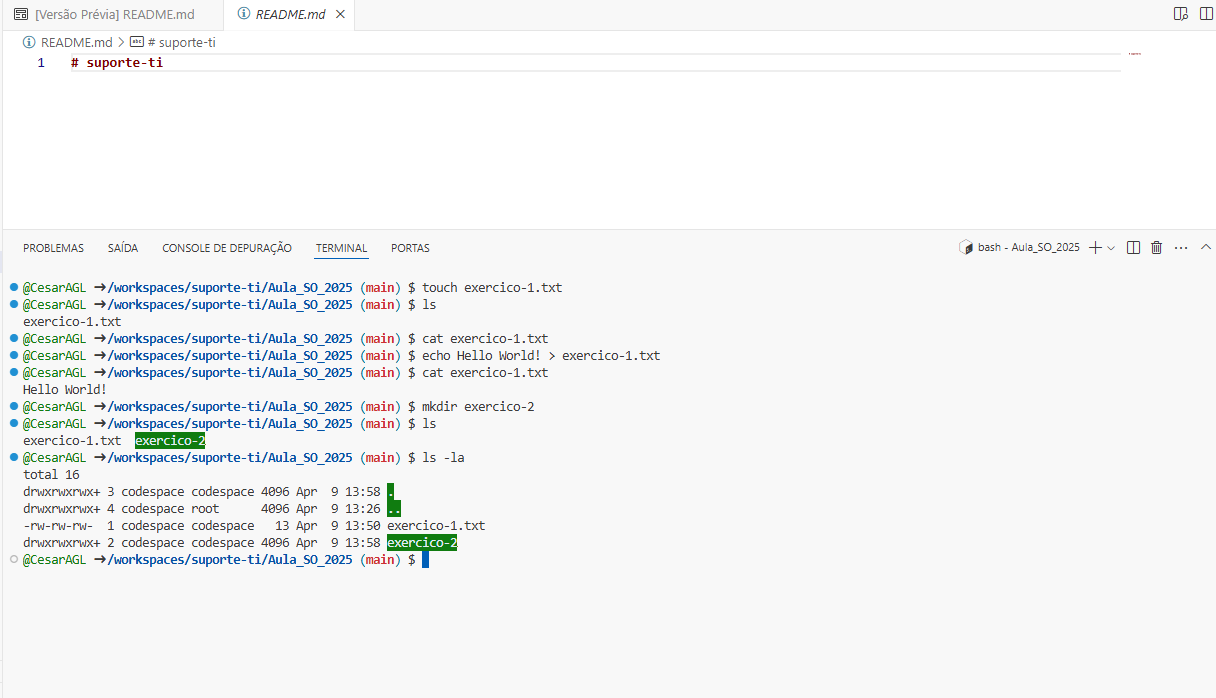 [Versão Prévia] README.md
README.md
README.md > # suporte-ti
1 # suporte-ti
PROBLEMAS SAÍDA CONSOLE DE DEPURAÇÃO TERMINAL PORTAS
bash - Aula_SO_2025
@CesarAGL ➜/workspaces/suporte-ti/Aula_SO_2025 (main) $ touch exercico-1.txt
@CesarAGL ➜/workspaces/suporte-ti/Aula_SO_2025 (main) $ ls
exercico-1.txt
@CesarAGL ➜/workspaces/suporte-ti/Aula_SO_2025 (main) $ cat exercico-1.txt
@CesarAGL ➜/workspaces/suporte-ti/Aula_SO_2025 (main) $ echo Hello World! > exercico-1.txt
@CesarAGL ➜/workspaces/suporte-ti/Aula_SO_2025 (main) $ cat exercico-1.txt
Hello World!
@CesarAGL ➜/workspaces/suporte-ti/Aula_SO_2025 (main) $ mkdir exercico-2
@CesarAGL ➜/workspaces/suporte-ti/Aula_SO_2025 (main) $ ls
exercico-1.txt exercico-2
@CesarAGL ➜/workspaces/suporte-ti/Aula_SO_2025 (main) $ ls -la
total 16
drwxrwxrwx+ 3 codespace codespace 4096 Apr 9 13:58 .
drwxrwxrwx+ 4 codespace root 4096 Apr 9 13:26 ..
-rw-rw-rw- 1 codespace codespace 13 Apr 9 13:50 exercico-1.txt
drwxrwxrwx+ 2 codespace codespace 4096 Apr 9 13:58 exercico-2
@CesarAGL ➜/workspaces/suporte-ti/Aula_SO_2025 (main) $